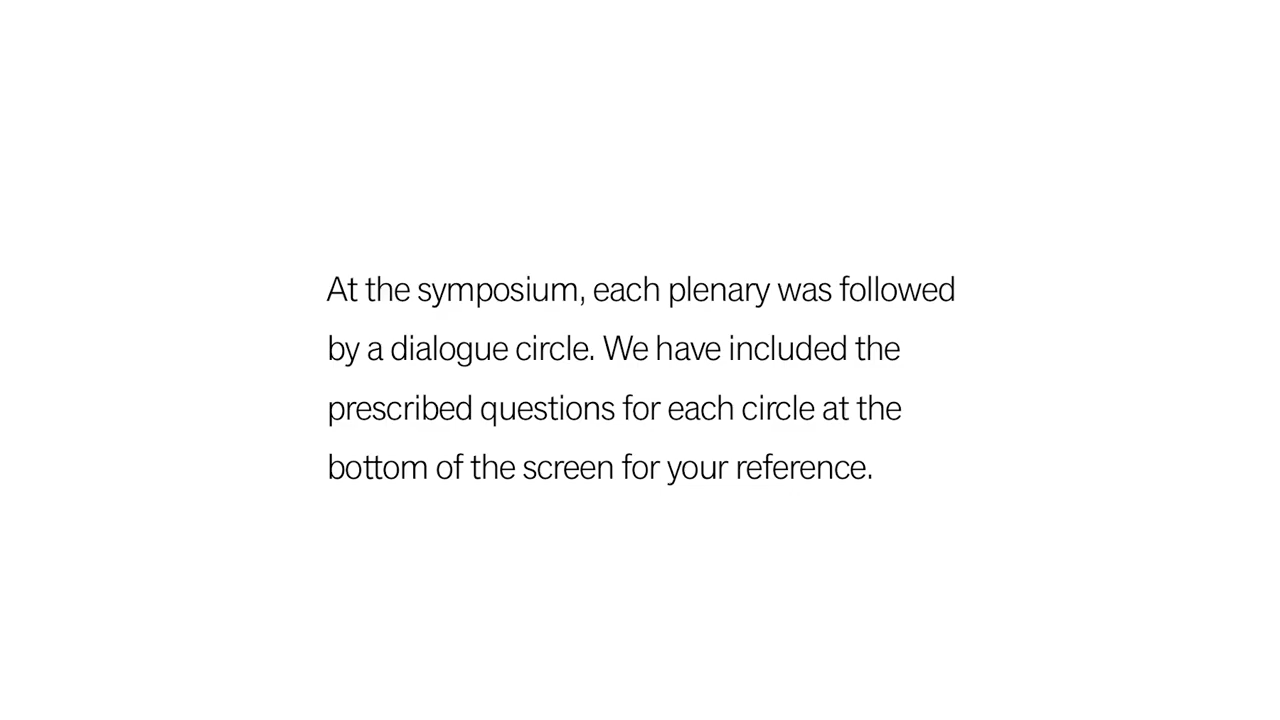 At the symposium, each plenary was followed
by a dialogue circle. We have included the
prescribed questions for each circle at the
bottom of the screen for your reference.